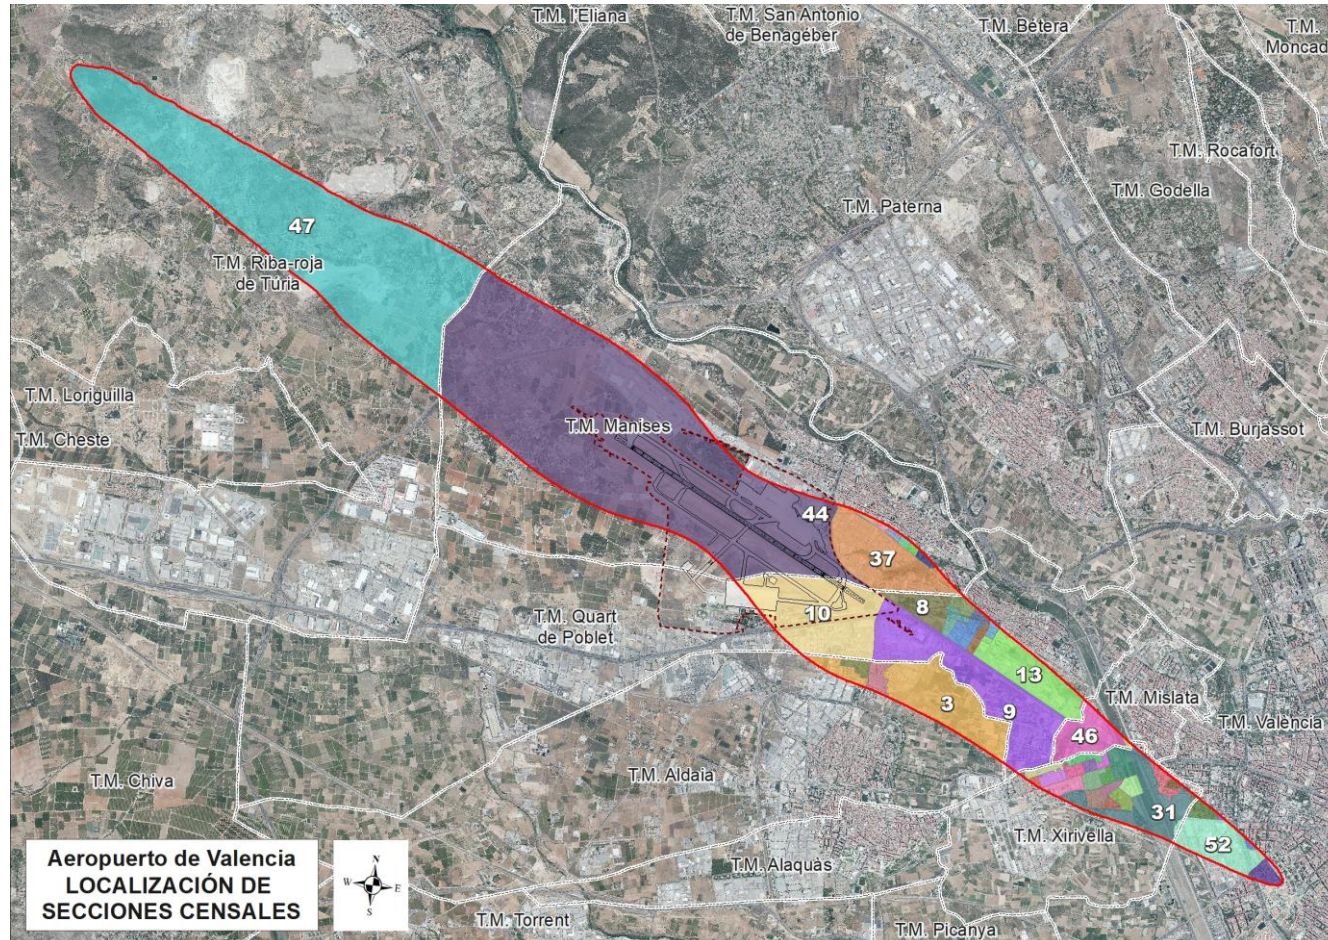 T.M. l'Eliana
T.M. San Antonio
de Benagéber
T.M. Bétera
T.M.
Moncad
T.M. Rocafort
T.M. Godella
T.M. Paterna
47
T.M. Riba-roja
de Túria
T.M. Loriguilla
T.M. Cheste
T.M. Manises
T.M. Burjassot
44
37
T.M. Quart
de Poblet
10
8
13
3
9
46
T.M. Mislata
T.M. València
T.M. Chiva
T.M. Aldaia
31
T.M. Xirivella
52
T.M. Alaquàs
T.M. Torrent
T.M. Picanya
Aeropuerto de Valencia
LOCALIZACIÓN DE
SECCIONES CENSALES
N
W E
S